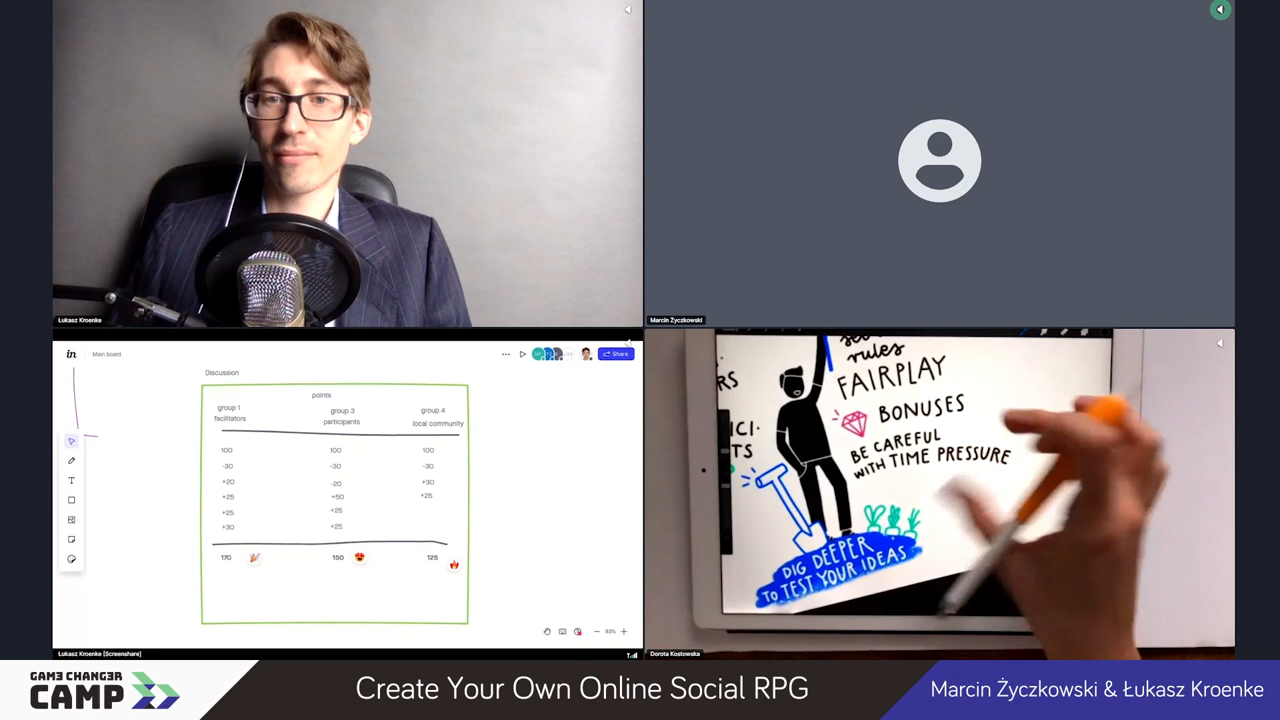 Łukasz Kroenke
Marcin Życzkowski
in
Main board
Share
Discussion
points
group 1
facilitators
group 3
participants
group 4
local community
100
100
100
-30
-30
-30
+20
-20
+30
+25
+50
+25
+25
+25
+30
+25
170
150
125
93%
Łukasz Kroenke [Screenshare]
rules
FAIRPLAY
BONUSES
BE CAREFUL
WITH TIME PRESSURE
DIG DEEPER
TO TEST YOUR IDEAS
Dorota Kostowska
GAME CHANGER
CAMP
Create Your Own Online Social RPG
Marcin Życzkowski & Łukasz Kroenke